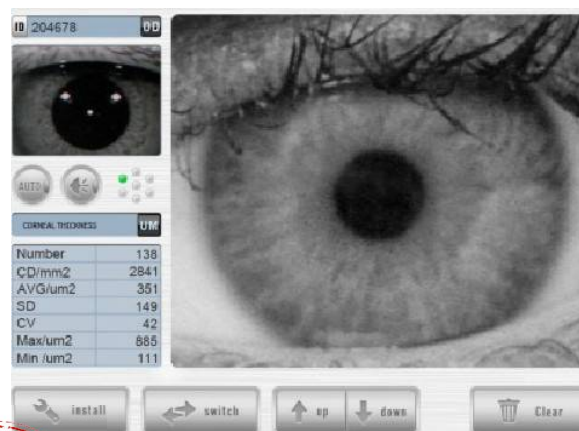 ID 204678 OD
AUTO
CORNEAL THICKNESS UM
Number 138
CD/mm2 2841
AVG/um2 351
SD 149
CV 42
Max/um2 885
Min /um2 111
install
switch
up
down
Clear